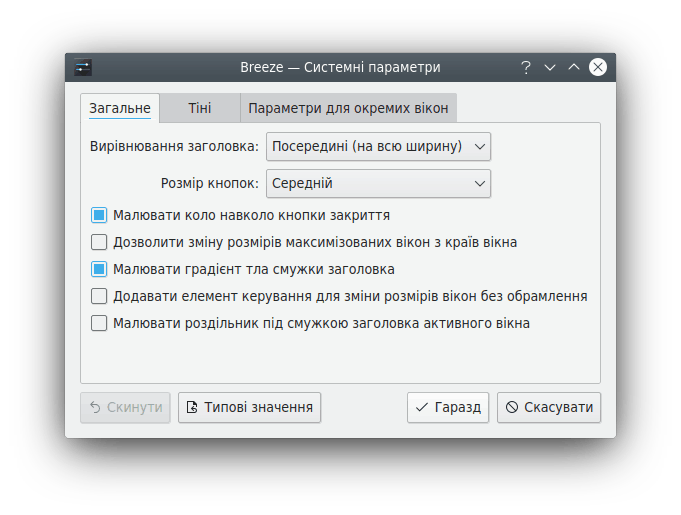 Breeze — Системні параметри
Загальне Тіні Параметри для окремих вікон
Вирівнювання заголовка: Посередині (на всю ширину)
Розмір кнопок: Середній
Малювати коло навколо кнопки закриття
Дозволити зміну розмірів максимізованих вікон з країв вікна
Малювати градієнт тла смужки заголовка
Додавати елемент керування для зміни розмірів вікон без обрамлення
Малювати роздільник під смужкою заголовка активного вікна
Скинути Типові значення Гаразд Скасувати